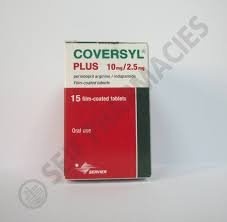 COVERSYL®
PLUS 10mg/2.5mg
perindopril arginine / indapamide
Film-coated tablets
15 film-coated tablets
Oral use
SERVIER